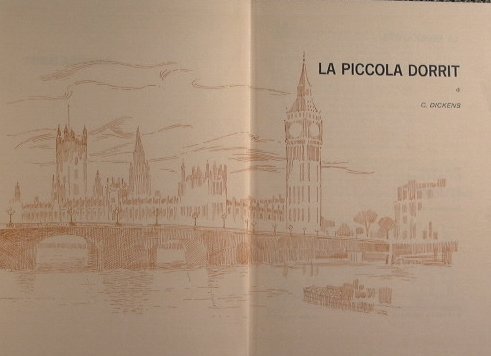 LA PICCOLA DORRIT
di
C. DICKENS